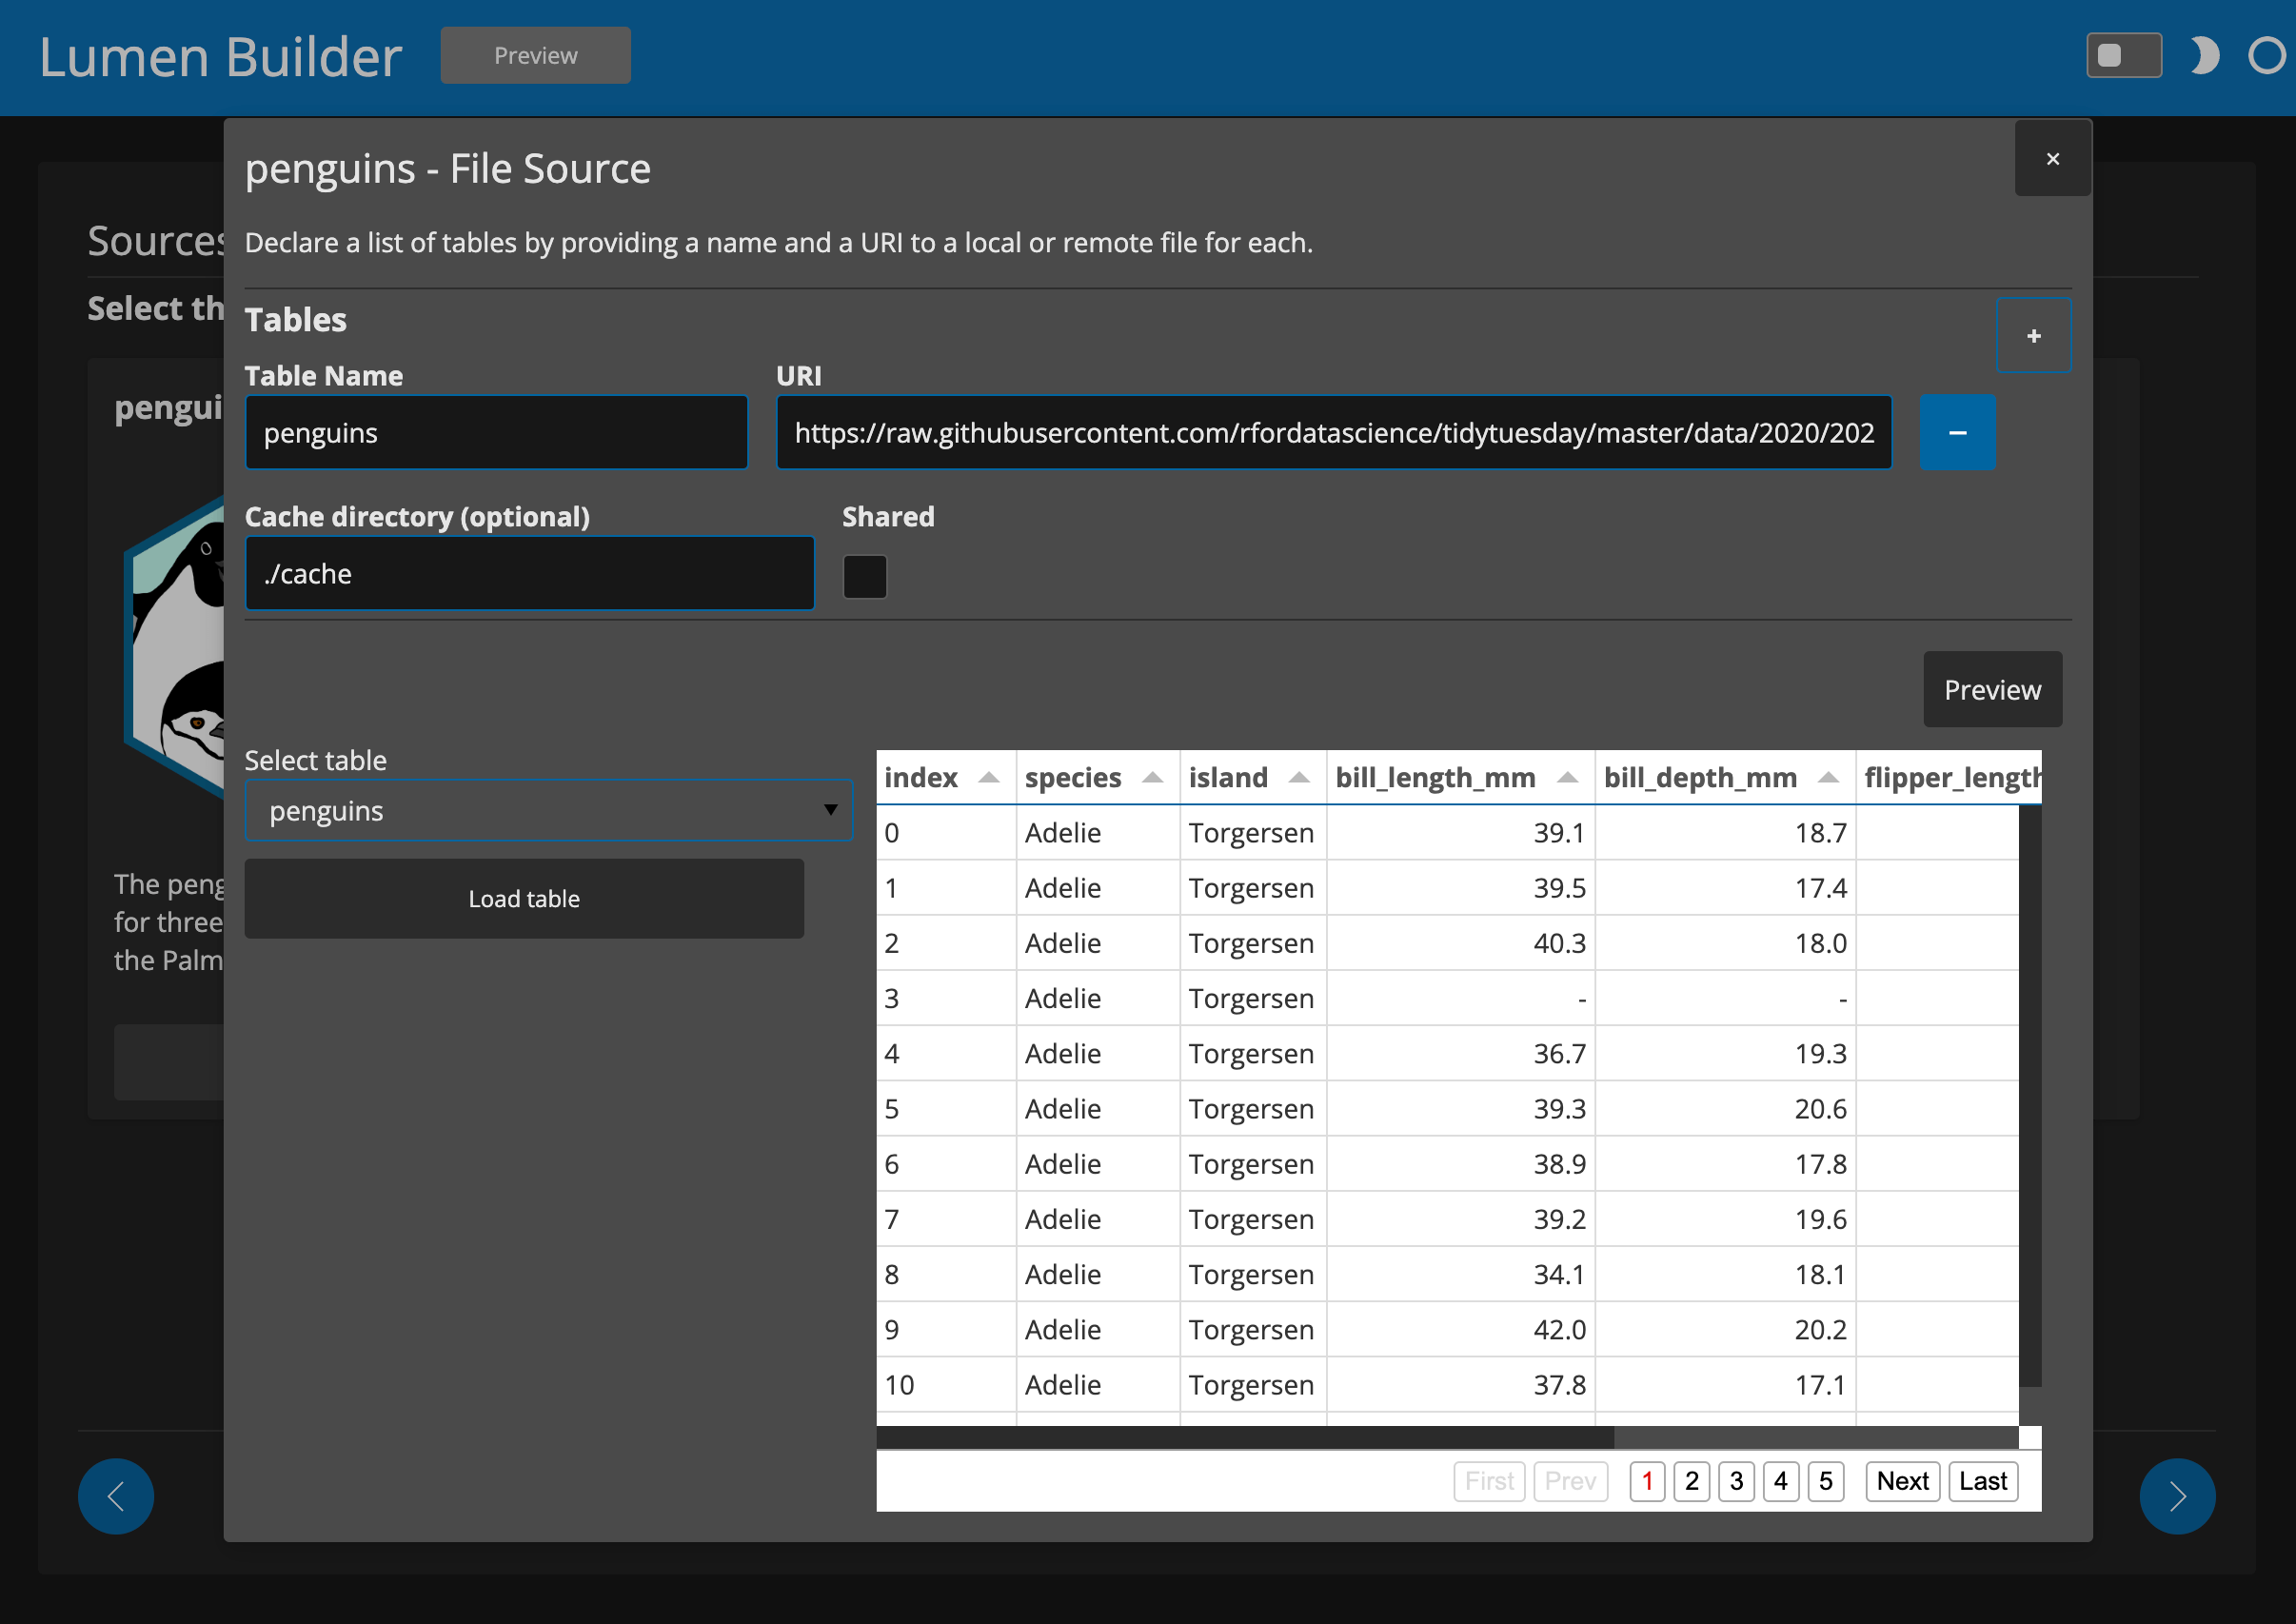 Lumen Builder Preview
penguins - File Source ×
Sources
Declare a list of tables by providing a name and a URI to a local or remote file for each.
Select th
Tables +
Table Name URI
pengui
penguins https://raw.githubusercontent.com/rfordatascience/tidytuesday/master/data/2020/202 −
Cache directory (optional) Shared
./cache
Preview
Select table
penguins
Load table
The peng
for three
the Palm
index species island bill_length_mm bill_depth_mm flipper_length
0 Adelie Torgersen 39.1 18.7
1 Adelie Torgersen 39.5 17.4
2 Adelie Torgersen 40.3 18.0
3 Adelie Torgersen - -
4 Adelie Torgersen 36.7 19.3
5 Adelie Torgersen 39.3 20.6
6 Adelie Torgersen 38.9 17.8
7 Adelie Torgersen 39.2 19.6
8 Adelie Torgersen 34.1 18.1
9 Adelie Torgersen 42.0 20.2
10 Adelie Torgersen 37.8 17.1
First Prev 1 2 3 4 5 Next Last